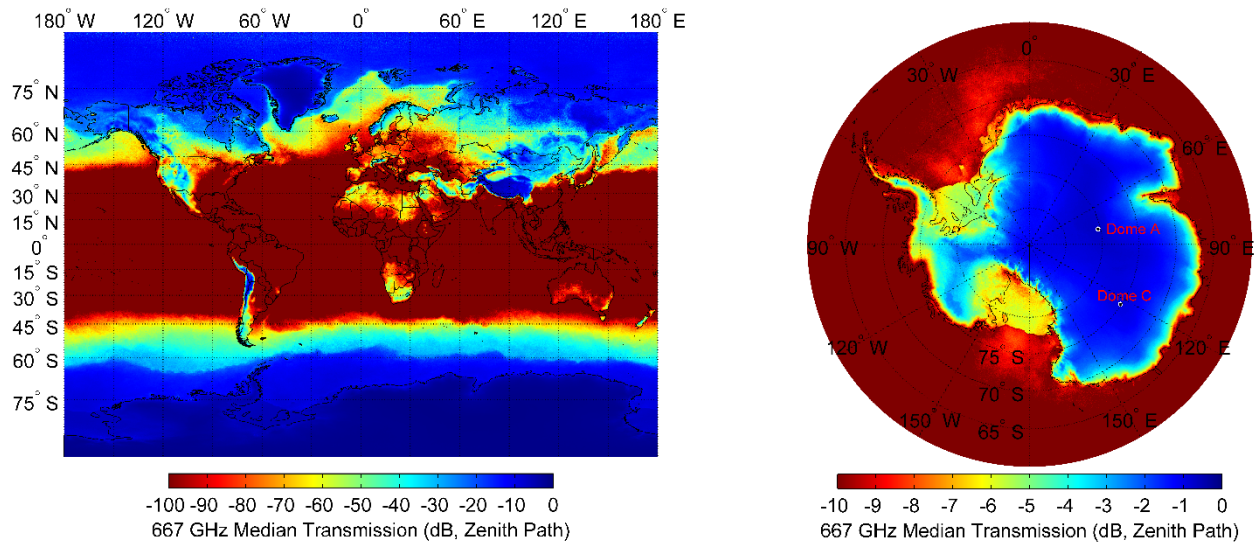 180° W 120° W 60° W 0° 60° E 120° E 180° E
75° N
60° N
45° N
30° N
15° N
0°
15° S
30° S
45° S
60° S
75° S
-100 -90 -80 -70 -60 -50 -40 -30 -20 -10 0
667 GHz Median Transmission (dB, Zenith Path)
0°
30° W 30° E
60° E
90° W Dome A 90° E
Dome C
120° W 120° E
75° S
70° S
150° W 65° S 150° E
-10 -9 -8 -7 -6 -5 -4 -3 -2 -1 0
667 GHz Median Transmission (dB, Zenith Path)